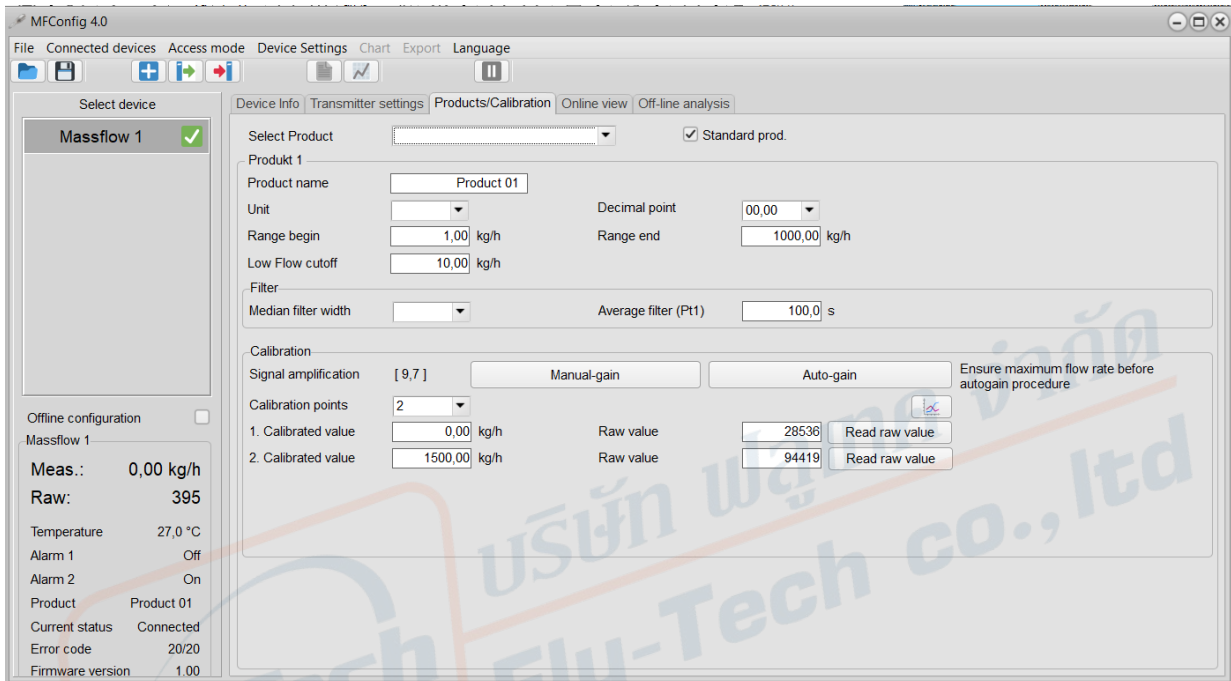 MFConfig 4.0
File Connected devices Access mode Device Settings Chart Export Language
Select device
Massflow 1
Offline configuration
Massflow 1
Meas.: 0,00 kg/h
Raw: 395
Temperature 27,0 °C
Alarm 1 Off
Alarm 2 On
Product Product 01
Current status Connected
Error code 20/20
Firmware version 1.00
Device Info Transmitter settings Products/Calibration Online view Off-line analysis
Select Product Standard prod.
Produkt 1
Product name Product 01
Unit Decimal point 00,00
Range begin 1,00 kg/h Range end 1000,00 kg/h
Low Flow cutoff 10,00 kg/h
Filter
Median filter width Average filter (Pt1) 100,0 s
Calibration
Signal amplification [ 9,7 ] Manual-gain Auto-gain Ensure maximum flow rate before
autogain procedure
Calibration points 2
1. Calibrated value 0,00 kg/h Raw value 28536 Read raw value
2. Calibrated value 1500,00 kg/h Raw value 94419 Read raw value
บริษัท ฟลูเทค จำกัด
Flu-Tech co.,ltd